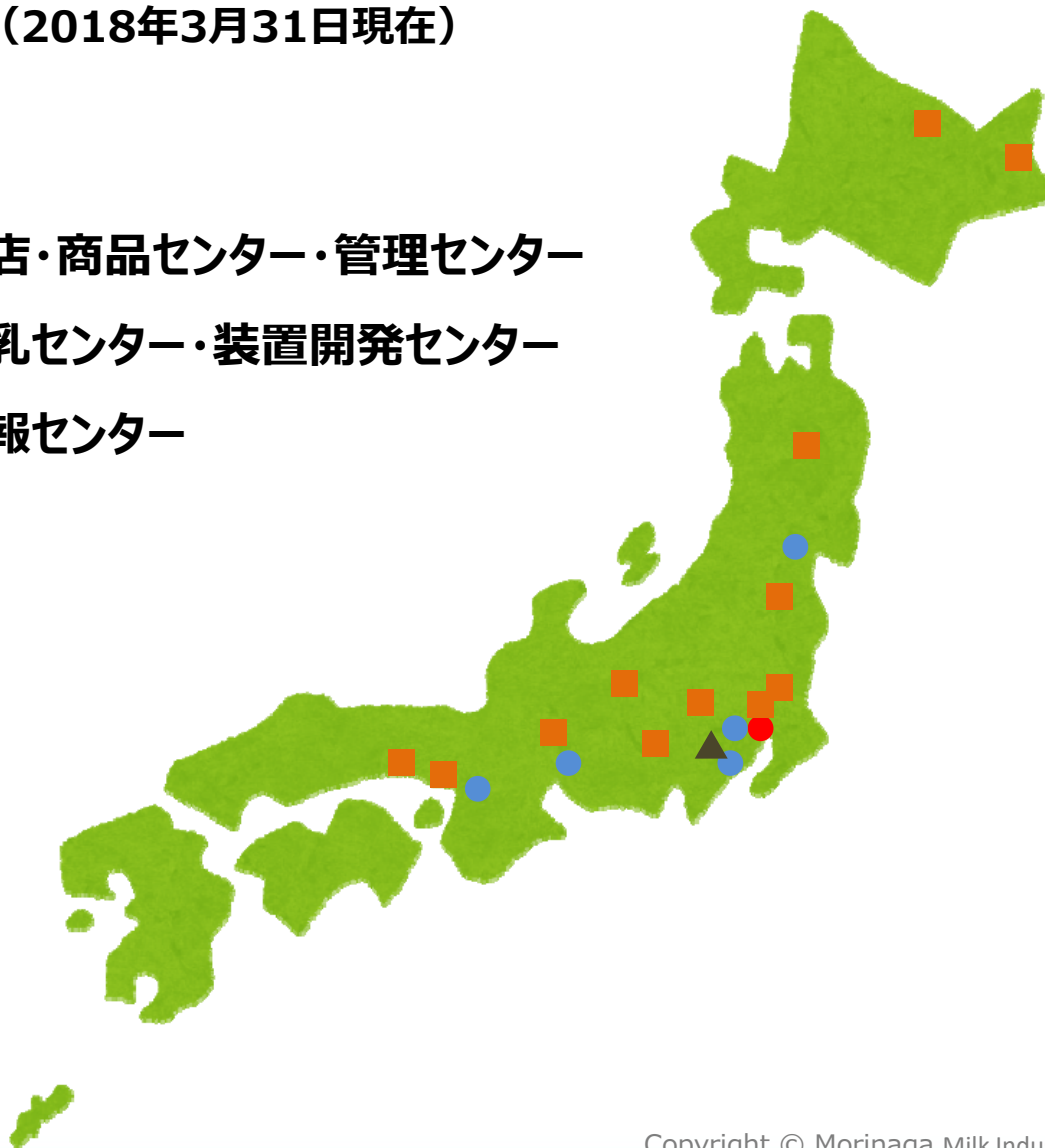 （2018年3月31日現在）
店・商品センター・管理センター
乳センター・装置開発センター
報センター
Copyright © Morinaga Milk Indu